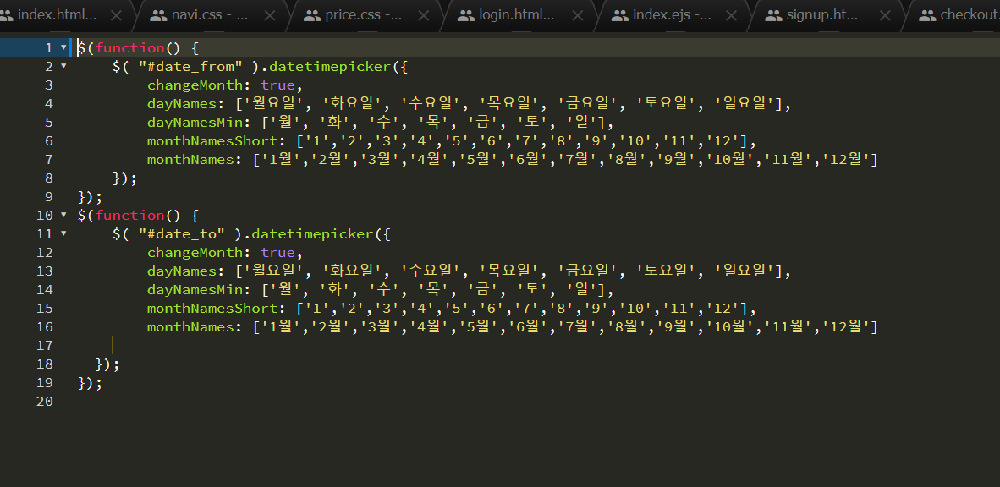 index.html... navi.css - ... price.css -... login.html... index.ejs -... signup.ht... checkout.
1 $(function() {
2 $( "#date_from" ).datetimepicker({
3 changeMonth: true,
4 dayNames: ['월요일', '화요일', '수요일', '목요일', '금요일', '토요일', '일요일'],
5 dayNamesMin: ['월', '화', '수', '목', '금', '토', '일'],
6 monthNamesShort: ['1','2','3','4','5','6','7','8','9','10','11','12'],
7 monthNames: ['1월','2월','3월','4월','5월','6월','7월','8월','9월','10월','11월','12월']
8 });
9 });
10 $(function() {
11 $( "#date_to" ).datetimepicker({
12 changeMonth: true,
13 dayNames: ['월요일', '화요일', '수요일', '목요일', '금요일', '토요일', '일요일'],
14 dayNamesMin: ['월', '화', '수', '목', '금', '토', '일'],
15 monthNamesShort: ['1','2','3','4','5','6','7','8','9','10','11','12'],
16 monthNames: ['1월','2월','3월','4월','5월','6월','7월','8월','9월','10월','11월','12월']
17
18 });
19 });
20